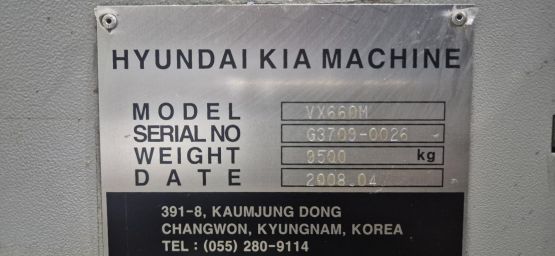 HYUNDAI KIA MACHINE
MODEL VX660M
SERIAL NO G3709-0026
WEIGHT 9500 kg
DATE 2008.04
391-8, KAUMJUNG DONG
CHANGWON, KYUNGNAM, KOREA
TEL : (055) 280-9114